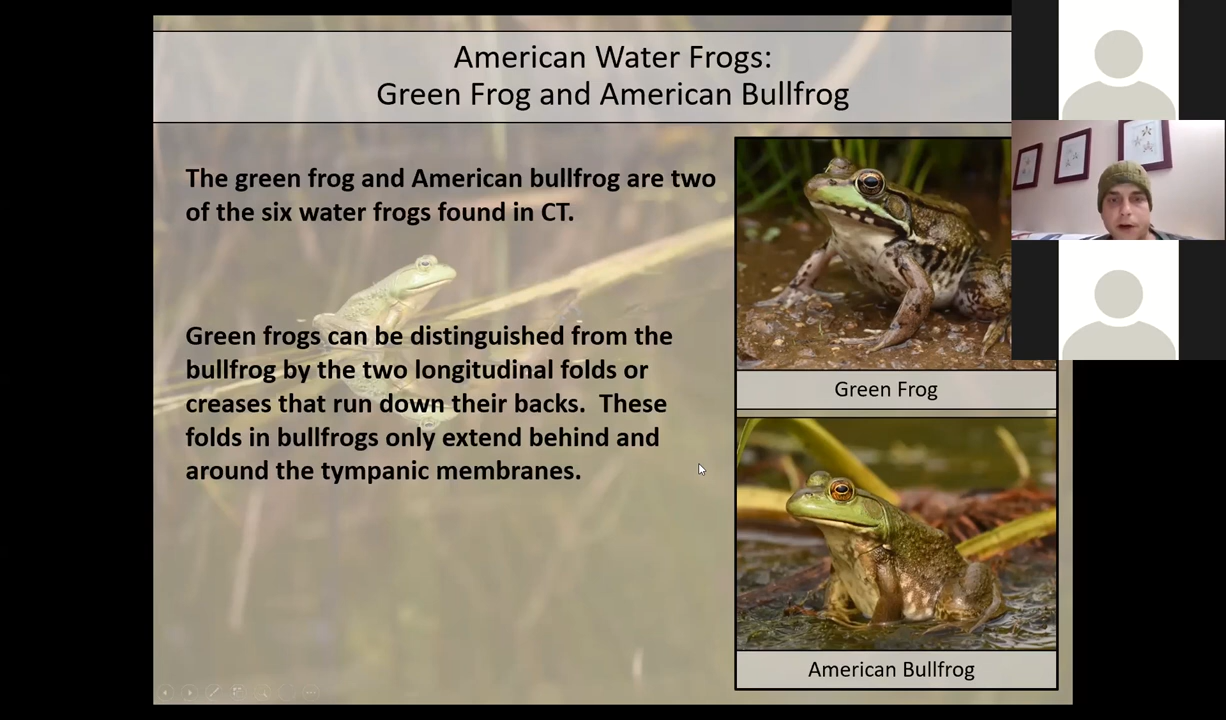 American Water Frogs:
Green Frog and American Bullfrog
The green frog and American bullfrog are two
of the six water frogs found in CT.
Green frogs can be distinguished from the
bullfrog by the two longitudinal folds or
creases that run down their backs.  These
folds in bullfrogs only extend behind and
around the tympanic membranes.
Green Frog
American Bullfrog